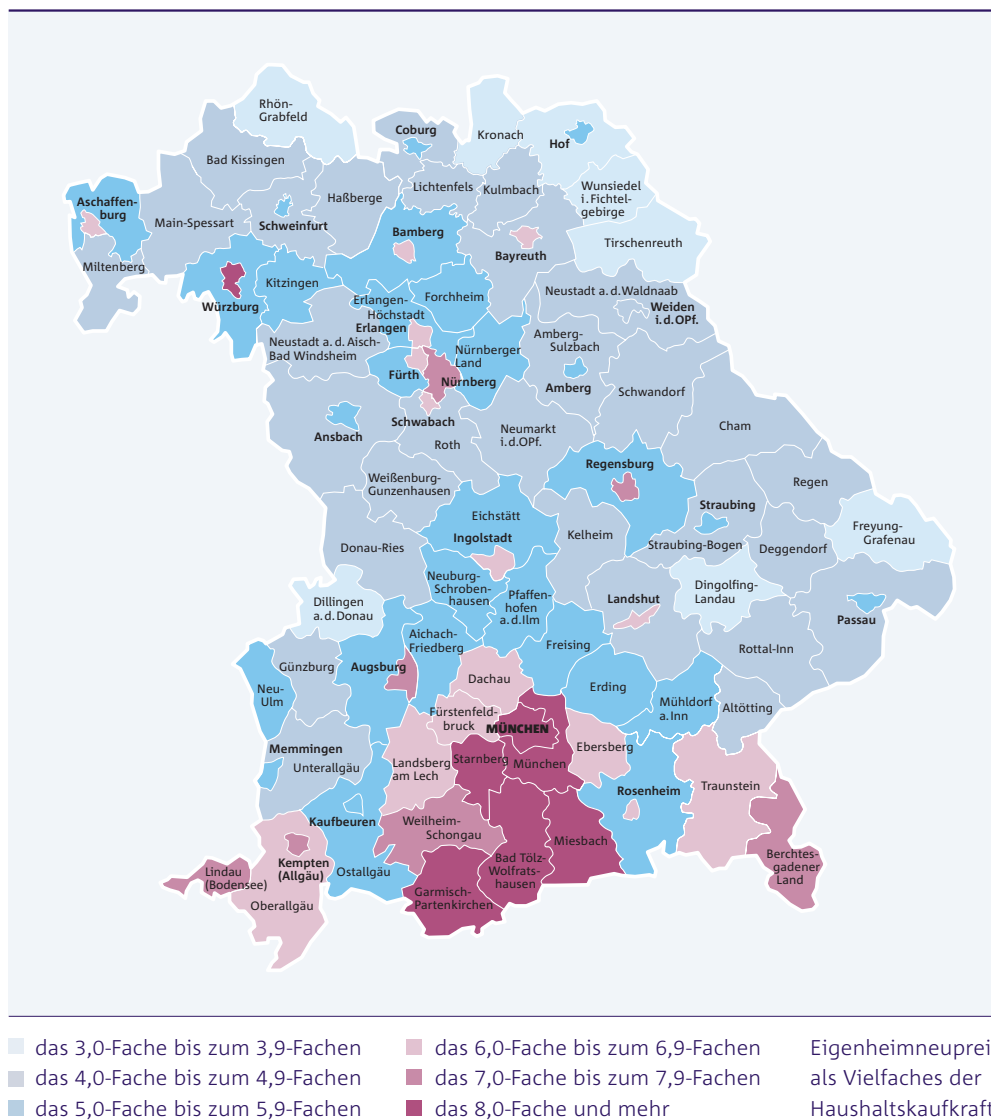 Rhön-
Grabfeld
Coburg
Kronach
Hof
Bad Kissingen
Lichtenfels
Kulmbach
Wunsiedel
i. Fichtel-
gebirge
Aschaffen-
burg
Main-Spessart
Schweinfurt
Haßberge
Bamberg
Bayreuth
Tirschenreuth
Miltenberg
Würzburg
Kitzingen
Erlangen-
Höchstadt
Erlangen
Forchheim
Neustadt a. d. Waldnaab
Weiden
i. d. OPf.
Neustadt a. d. Aisch-
Bad Windsheim
Fürth
Nürnberg
Nürnberger
Land
Amberg-
Sulzbach
Amberg
Schwandorf
Ansbach
Schwabach
Roth
Neumarkt
i. d. OPf.
Cham
Weißenburg-
Gunzenhausen
Regensburg
Regen
Eichstätt
Ingolstadt
Kelheim
Straubing
Straubing-Bogen
Freyung-
Grafenau
Donau-Ries
Deggendorf
Neuburg-
Schroben-
hausen
Pfaffen-
hofen
a. d. Ilm
Landshut
Dingolfing-
Landau
Passau
Dillingen
a. d. Donau
Aichach-
Friedberg
Freising
Rottal-Inn
Günzburg
Augsburg
Neu-
Ulm
Dachau
Erding
Mühldorf
a. Inn
Altötting
Fürstenfeld-
bruck
MÜNCHEN
Ebersberg
Memmingen
Unterallgäu
Landsberg
am Lech
Starnberg
München
Traunstein
Rosenheim
Kaufbeuren
Weilheim-
Schongau
Miesbach
Kempten
(Allgäu)
Ostallgäu
Bad Tölz-
Wolfrats-
hausen
Berchtes-
gadener
Land
Lindau
(Bodensee)
Oberallgäu
Garmisch-
Partenkirchen
das 3,0-Fache bis zum 3,9-Fachen
das 4,0-Fache bis zum 4,9-Fachen
das 5,0-Fache bis zum 5,9-Fachen
das 6,0-Fache bis zum 6,9-Fachen
das 7,0-Fache bis zum 7,9-Fachen
das 8,0-Fache und mehr
Eigenheimneuprei
als Vielfaches der
Haushaltskaufkraft